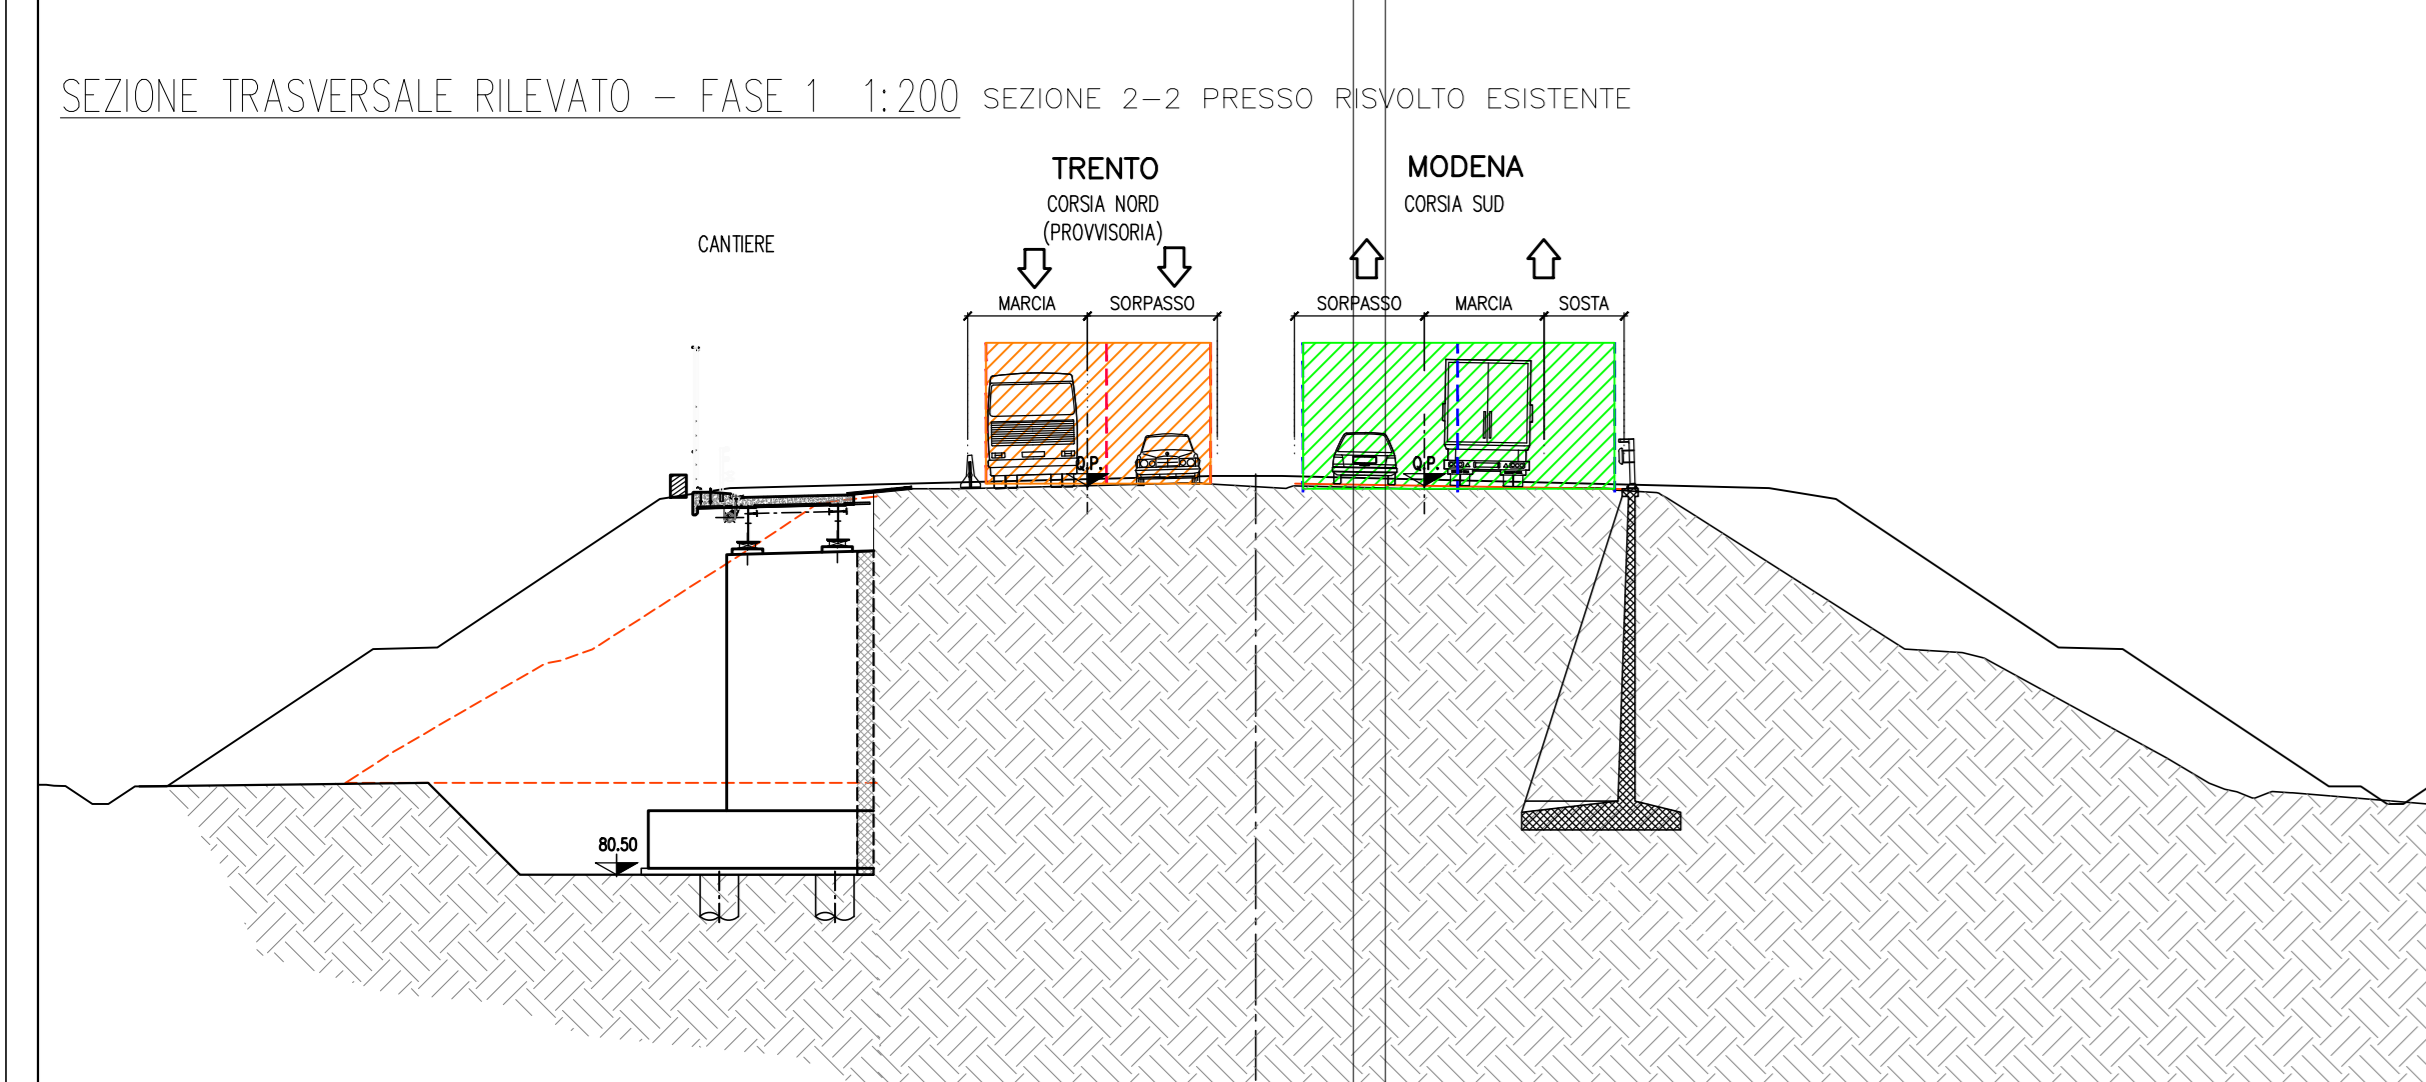 SEZIONE TRASVERSALE RILEVATO - FASE 1 1:200 SEZIONE 2-2 PRESSO RISVOLTO ESISTENTE
TRENTO
CORSIA NORD
(PROVVISORIA)
MODENA
CORSIA SUD
CANTIERE
MARCIA SORPASSO
SORPASSO MARCIA SOSTA
Q.P.
Q.P.
80.50